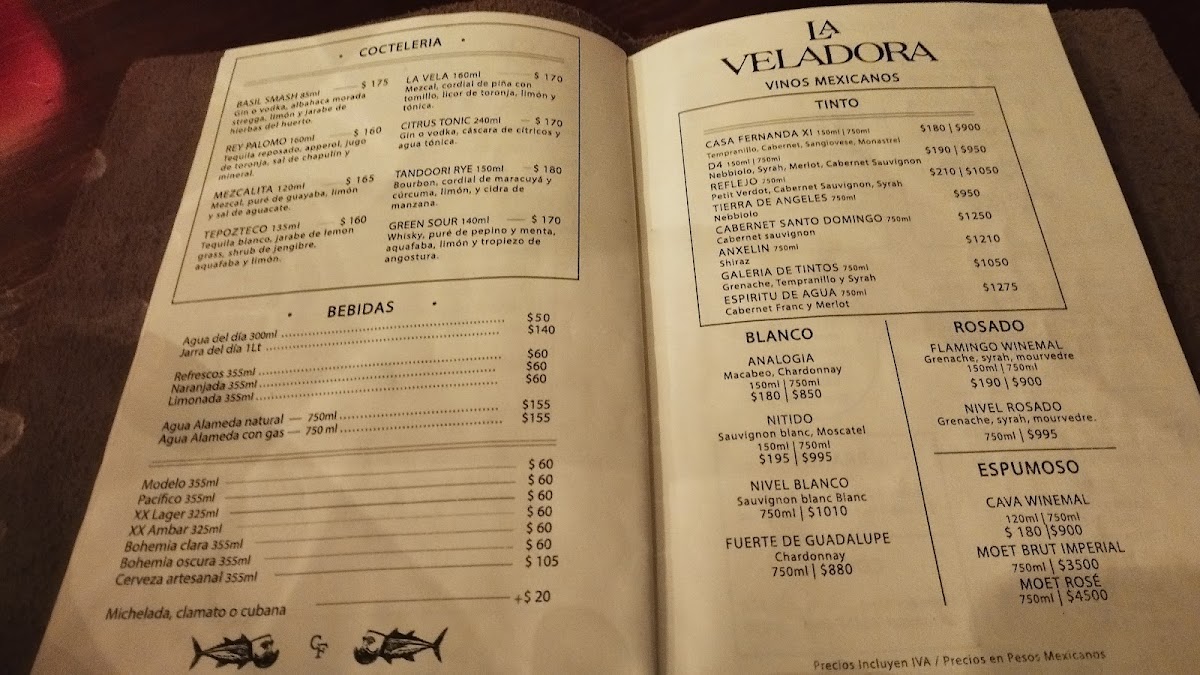 · COCTELERIA ·
BASIL SMASH 85ml — $ 175
Gin o vodka, albahaca morada
stregga, limón y jarabe de
hierbas del huerto.
REY PALOMO 160ml — $ 160
Tequila reposado, apperol, jugo
de toronja, sal de chapulín y
mineral.
MEZCALITA 120ml — $ 165
Mezcal, puré de guayaba, limón
y sal de aguacate.
TEPOZTECO 135ml — $ 160
Tequila blanco, jarabe de lemon
grass, shrub de jengibre,
aquafaba y limón.
LA VELA 160ml $ 170
Mezcal, cordial de piña con
tomillo, licor de toronja, limón y
tónica.
CITRUS TONIC 240ml — $ 170
Gin o vodka, cáscara de cítricos y
agua tónica.
TANDOORI RYE 150ml — $ 180
Bourbon, cordial de maracuyá y
cúrcuma, limón, y cidra de
manzana.
GREEN SOUR 140ml — $ 170
Whisky, puré de pepino y menta,
aquafaba, limón y tropiezo de
angostura.
· BEBIDAS ·
Agua del día 300ml ........ $50
Jarra del día 1Lt ........ $140
Refrescos 355ml ........ $60
Naranjada 355ml ........ $60
Limonada 355ml ........ $60
Agua Alameda natural — 750ml ........ $155
Agua Alameda con gas — 750 ml ........ $155
Modelo 355ml — $ 60
Pacífico 355ml — $ 60
XX Lager 325ml — $ 60
XX Ambar 325ml — $ 60
Bohemia clara 355ml — $ 60
Bohemia oscura 355ml — $ 60
Cerveza artesanal 355ml — $ 105
Michelada, clamato o cubana — +$ 20
LA
VELADORA
VINOS MEXICANOS
TINTO
CASA FERNANDA XI 150ml | 750ml $180 | $900
Tempranillo, Cabernet, Sangiovese, Monastrel
D4 150ml | 750ml $190 | $950
Nebbiolo, Syrah, Merlot, Cabernet Sauvignon
REFLEJO 750ml $210 | $1050
Petit Verdot, Cabernet Sauvignon, Syrah
TIERRA DE ANGELES 750ml $950
Nebbiolo
CABERNET SANTO DOMINGO 750ml $1250
Cabernet sauvignon
ANXELIN 750ml $1210
Shiraz
GALERIA DE TINTOS 750ml $1050
Grenache, Tempranillo y Syrah
ESPIRITU DE AGUA 750ml $1275
Cabernet Franc y Merlot
BLANCO
ANALOGIA
Macabeo, Chardonnay
150ml | 750ml
$180 | $850
NITIDO
Sauvignon blanc, Moscatel
150ml | 750ml
$195 | $995
NIVEL BLANCO
Sauvignon blanc Blanc
750ml | $1010
FUERTE DE GUADALUPE
Chardonnay
750ml | $880
ROSADO
FLAMINGO WINEMAL
Grenache, syrah, mourvedre
150ml | 750ml
$190 | $900
NIVEL ROSADO
Grenache, syrah, mourvedre.
750ml | $995
ESPUMOSO
CAVA WINEMAL
120ml | 750ml
$ 180 | $900
MOET BRUT IMPERIAL
750ml | $3500
MOET ROSÉ
750ml | $4500
Precios Incluyen IVA / Precios en Pesos Mexicanos